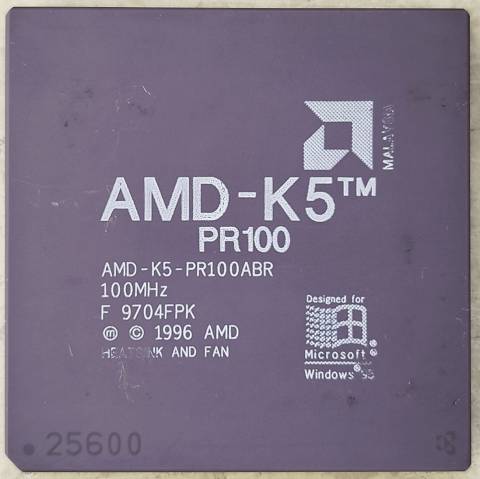 MALAYSIA
AMD-K5™
PR100
AMD-K5-PR100ABR
100MHz
F 9704FPK
ⓜ © 1996 AMD
HEATSINK AND FAN
Designed for
Microsoft®
Windows®95
25600